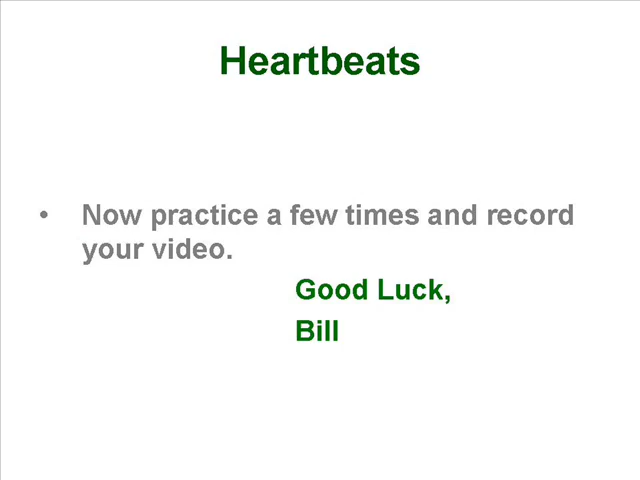 Heartbeats
• Now practice a few times and record
your video.
Good Luck,
Bill